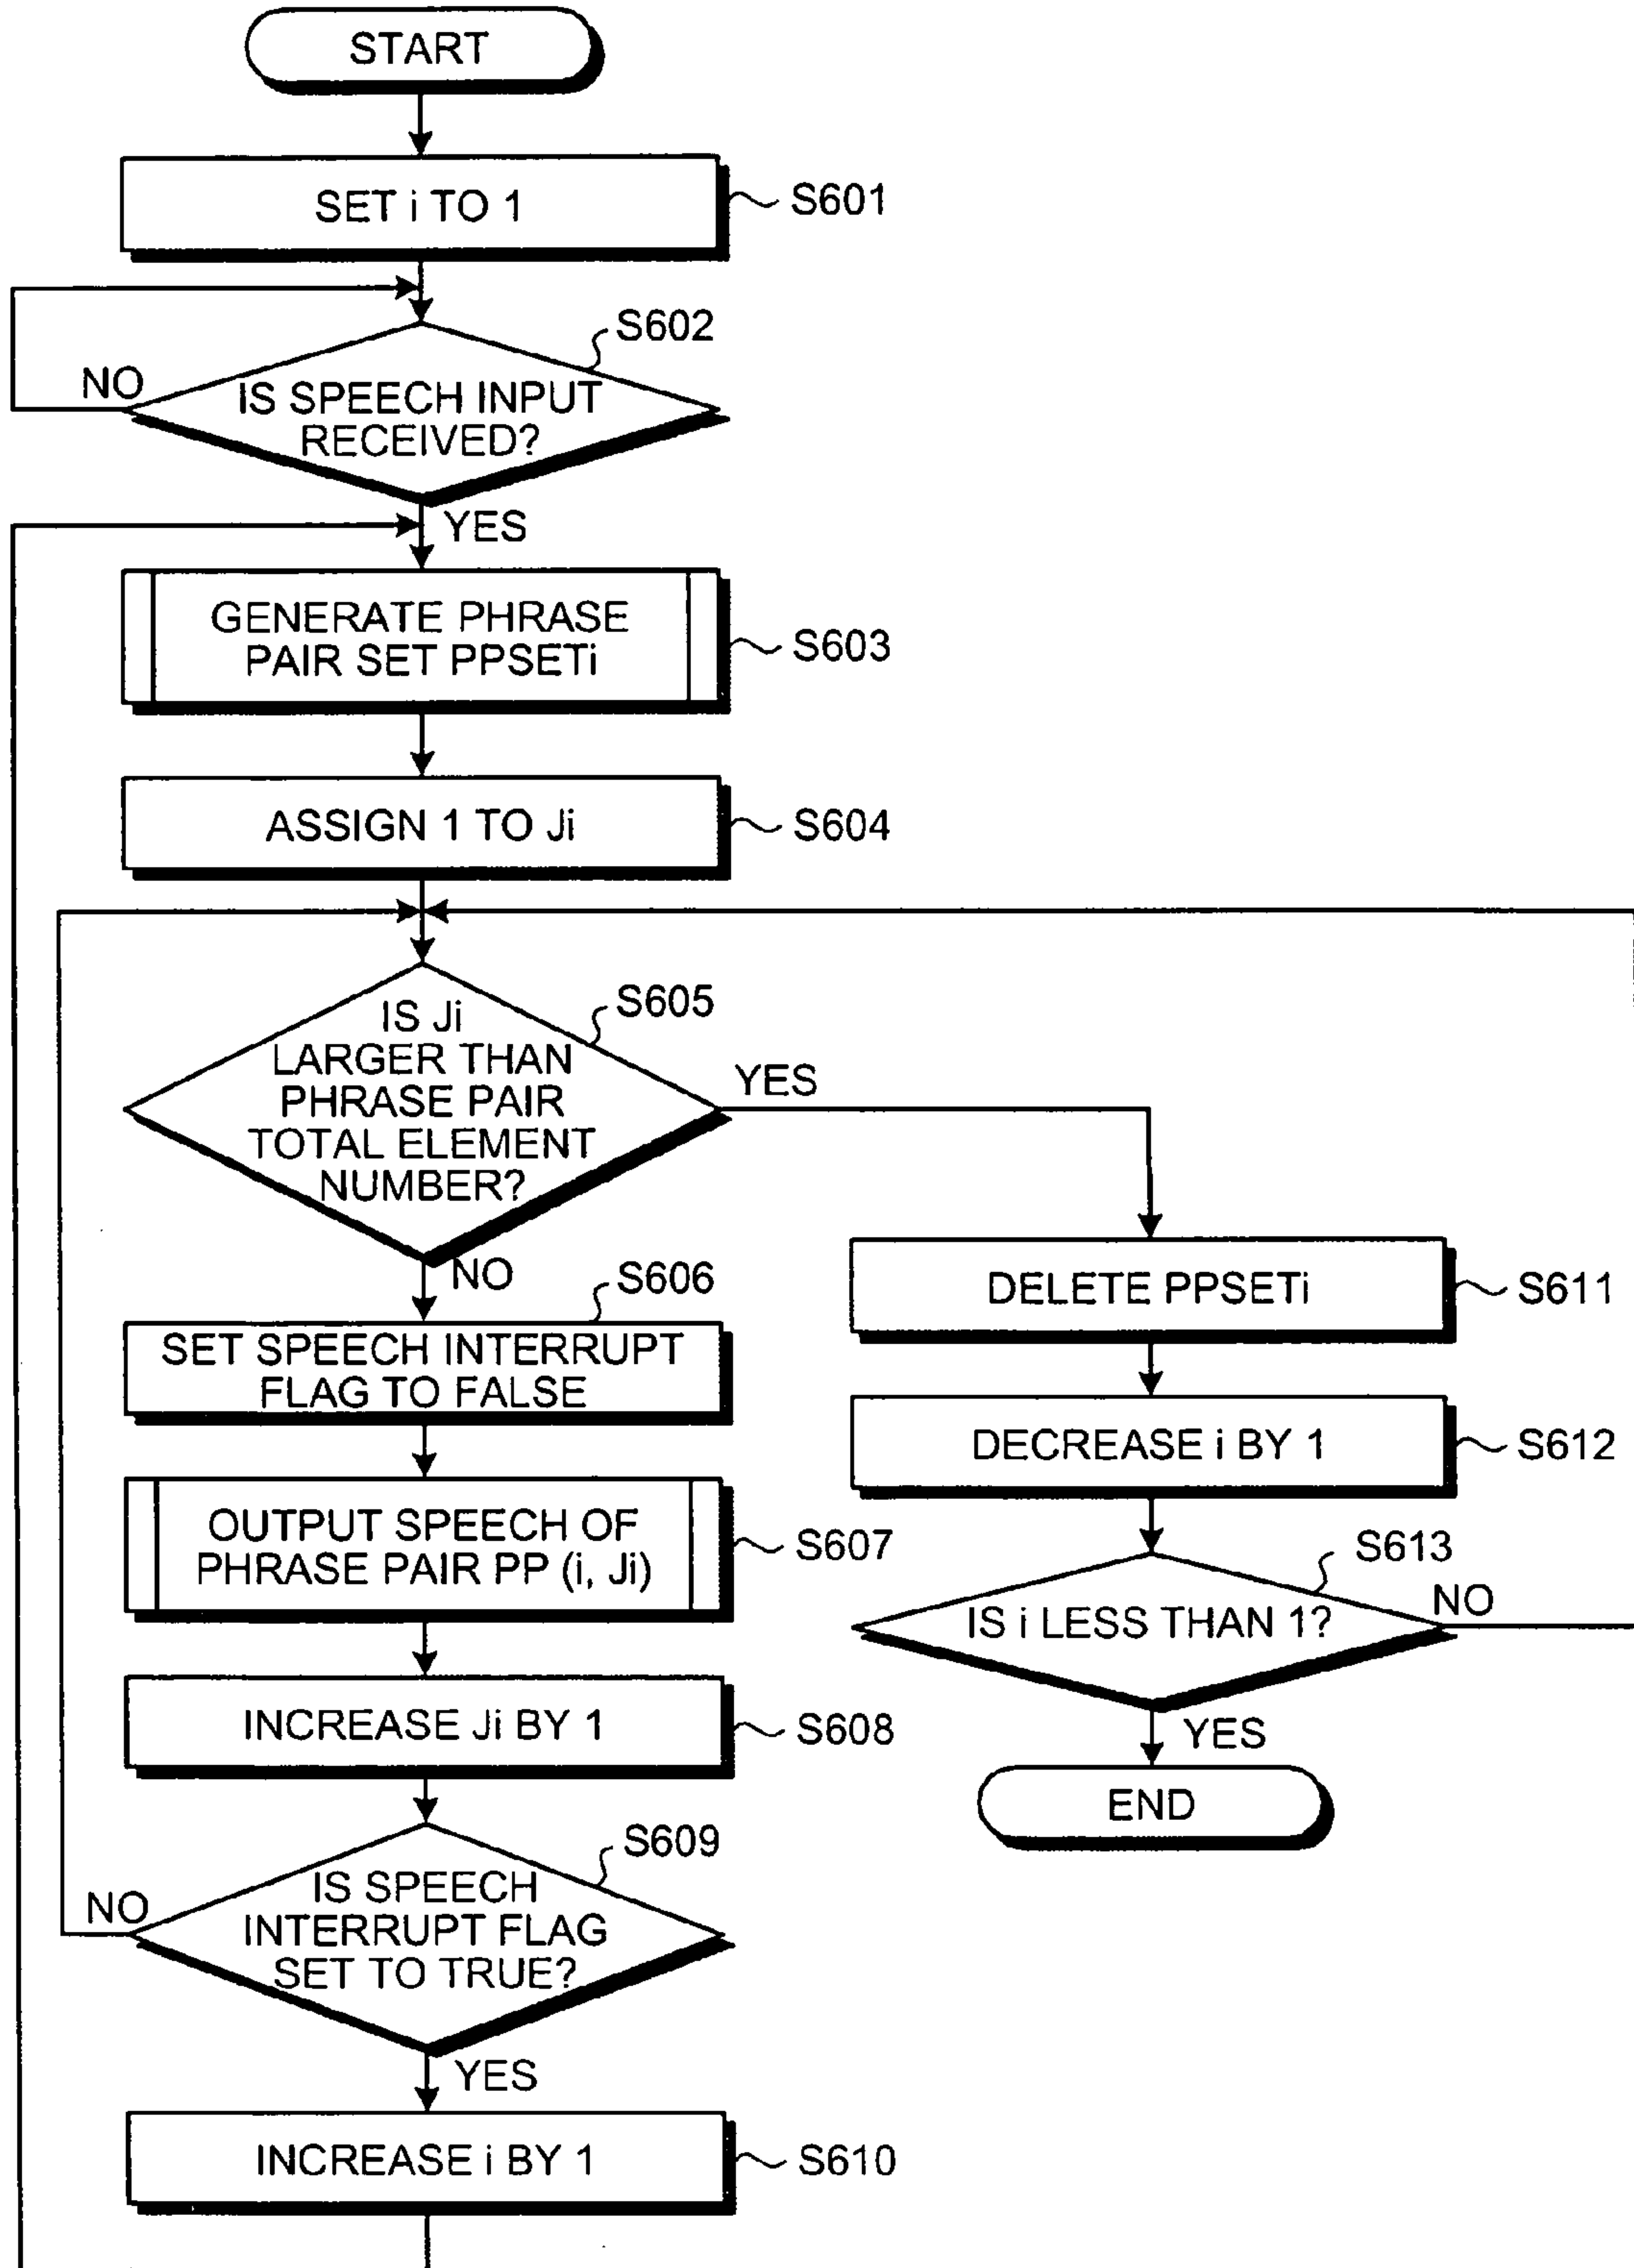 START
SET i TO 1
S601
S602
NO
IS SPEECH INPUT
RECEIVED?
YES
GENERATE PHRASE
PAIR SET PPSETi
S603
ASSIGN 1 TO Ji
S604
S605
IS Ji
LARGER THAN
PHRASE PAIR
TOTAL ELEMENT
NUMBER?
YES
NO
S606
SET SPEECH INTERRUPT
FLAG TO FALSE
DELETE PPSETi
S611
DECREASE i BY 1
S612
OUTPUT SPEECH OF
PHRASE PAIR PP (i, Ji)
S607
S613
IS i LESS THAN 1?
NO
INCREASE Ji BY 1
S608
YES
END
S609
NO
IS SPEECH
INTERRUPT FLAG
SET TO TRUE?
YES
INCREASE i BY 1
S610